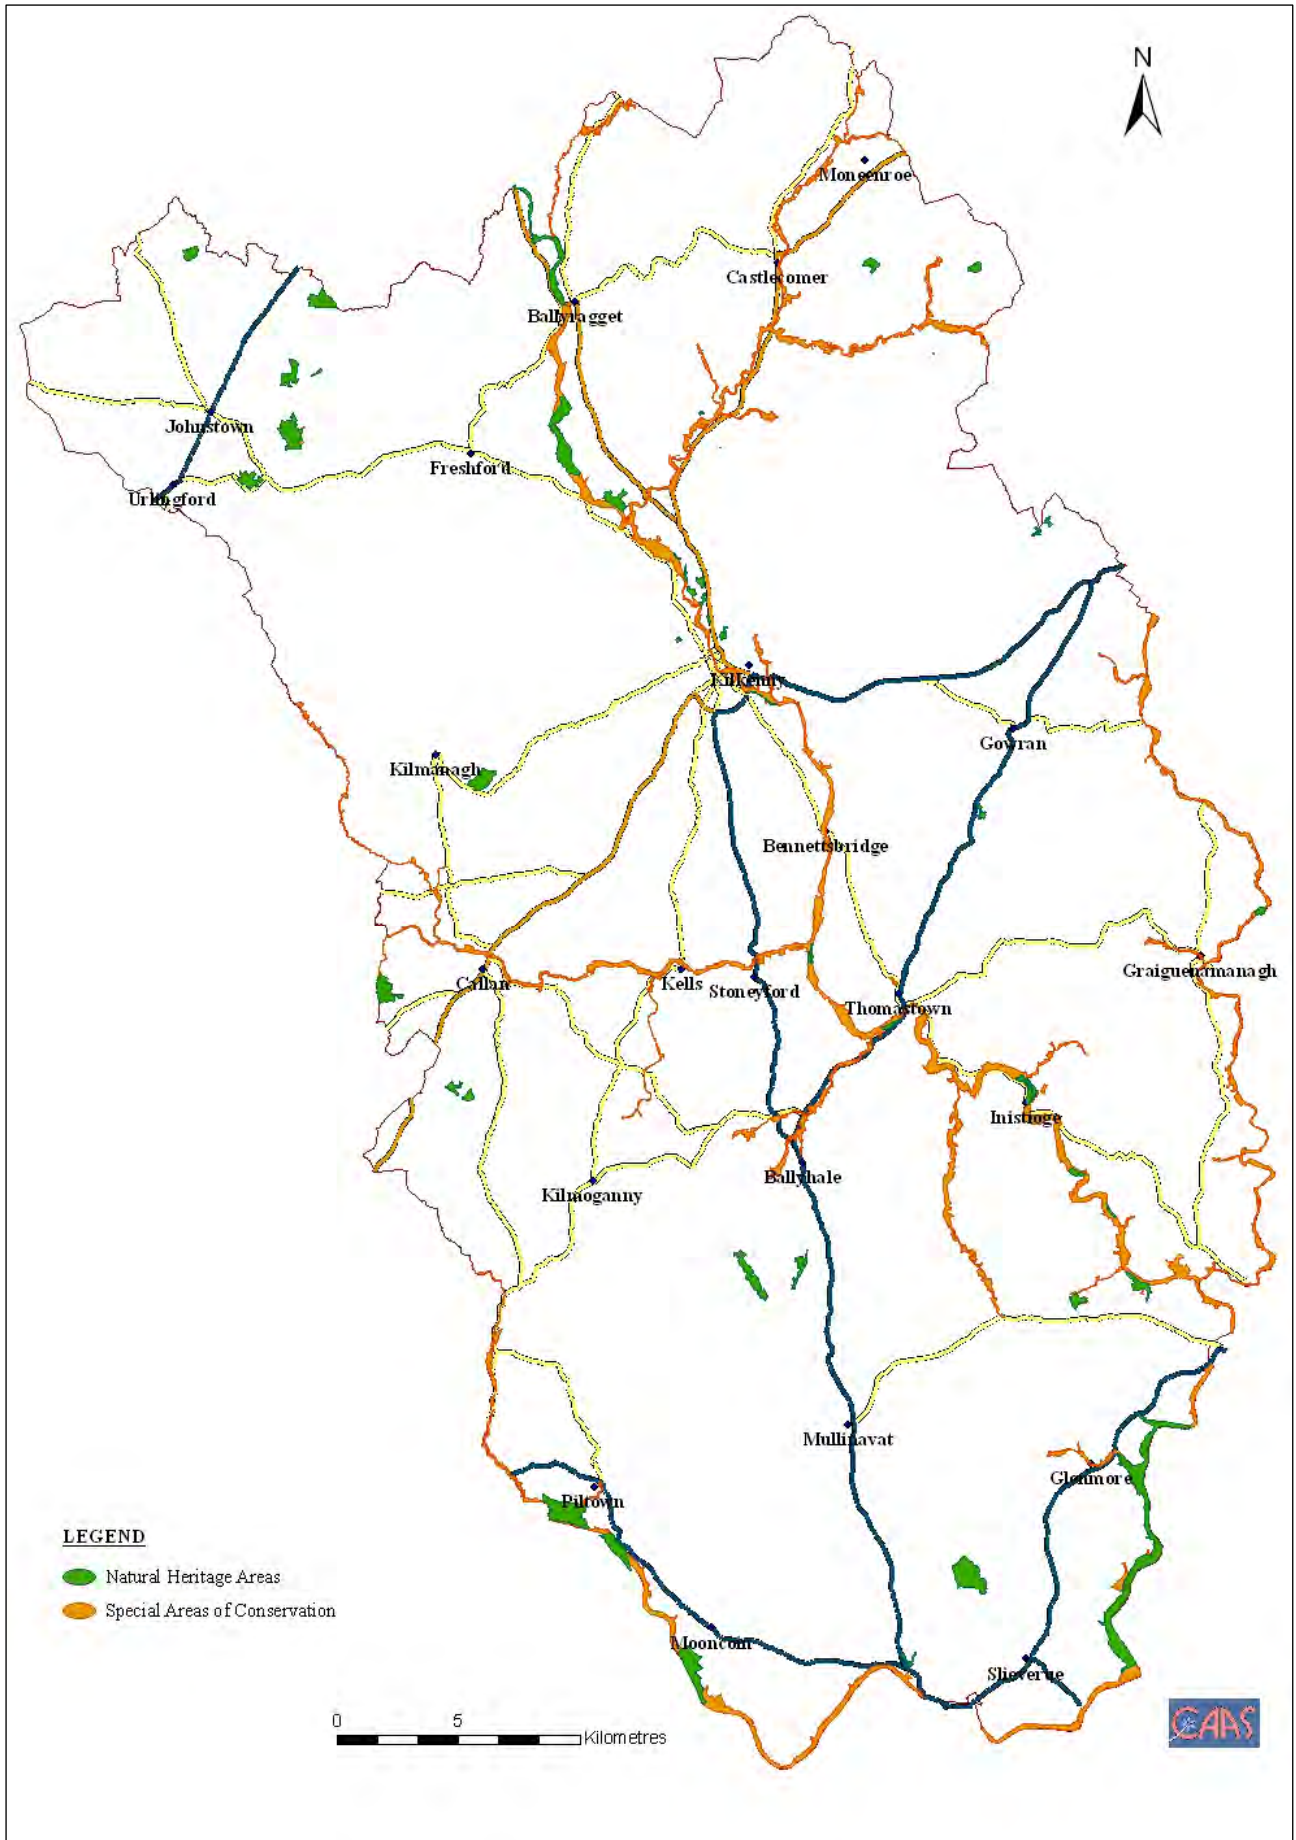 N
Moneenroe
Castlecomer
Ballyragget
Johnstown
Freshford
Urlingford
Kilkenny
Gowran
Kilmanagh
Bennettsbridge
Graiguenamanagh
Callan
Kells
Stoneyford
Thomastown
Inistioge
Ballyhale
Kilmoganny
Mullinavat
Glenmore
Piltown
LEGEND
Natural Heritage Areas
Special Areas of Conservation
Mooncoin
Slieverue
0 5
Kilometres
CAAS